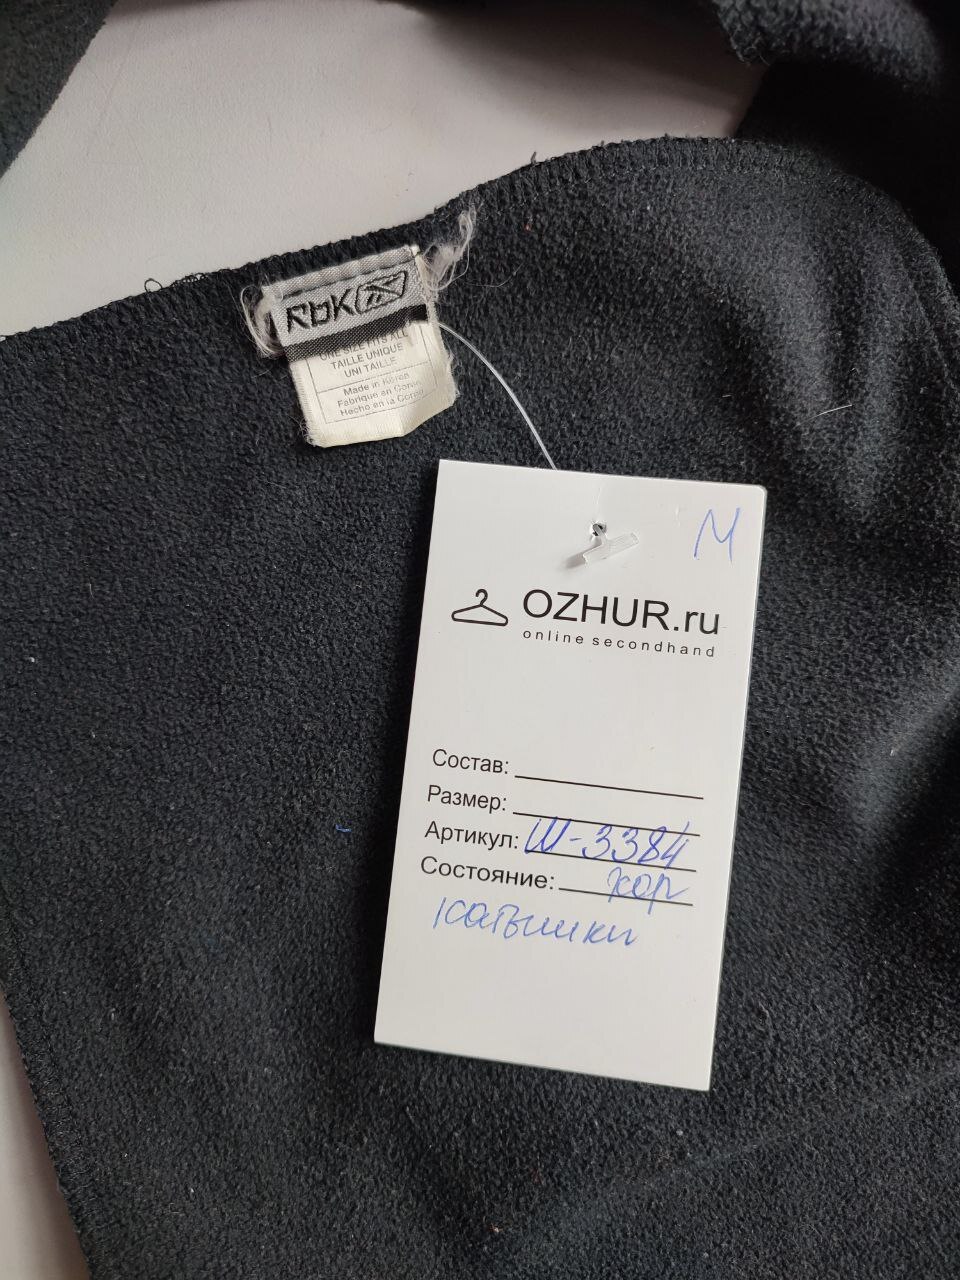 RbK
ONE SIZE FITS ALL
TAILLE UNIQUE
UNI TAILLE
Made in Korea
Fabriqué en Corée
Hecho en la Corea
М
OZHUR.ru
online secondhand
Состав:
Размер:
Артикул: Ш-3384
Состояние: хор
катышки